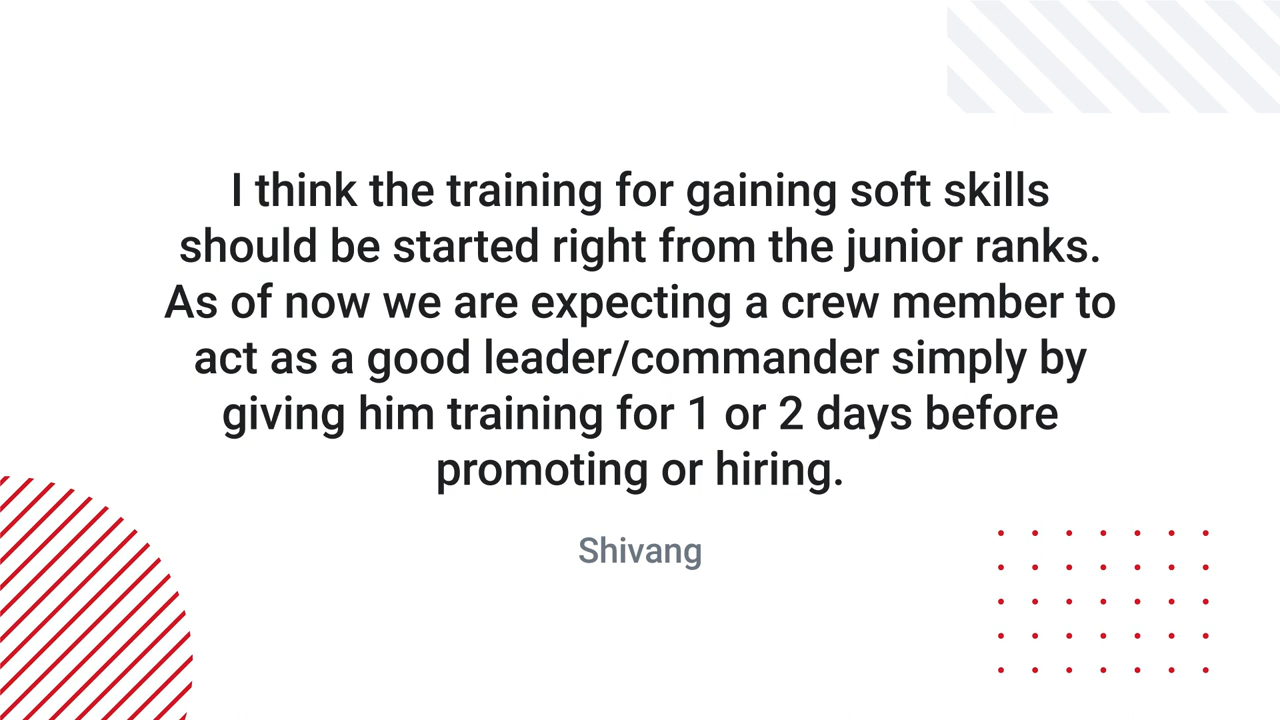 I think the training for gaining soft skills
should be started right from the junior ranks.
As of now we are expecting a crew member to
act as a good leader/commander simply by
giving him training for 1 or 2 days before
promoting or hiring.
Shivang